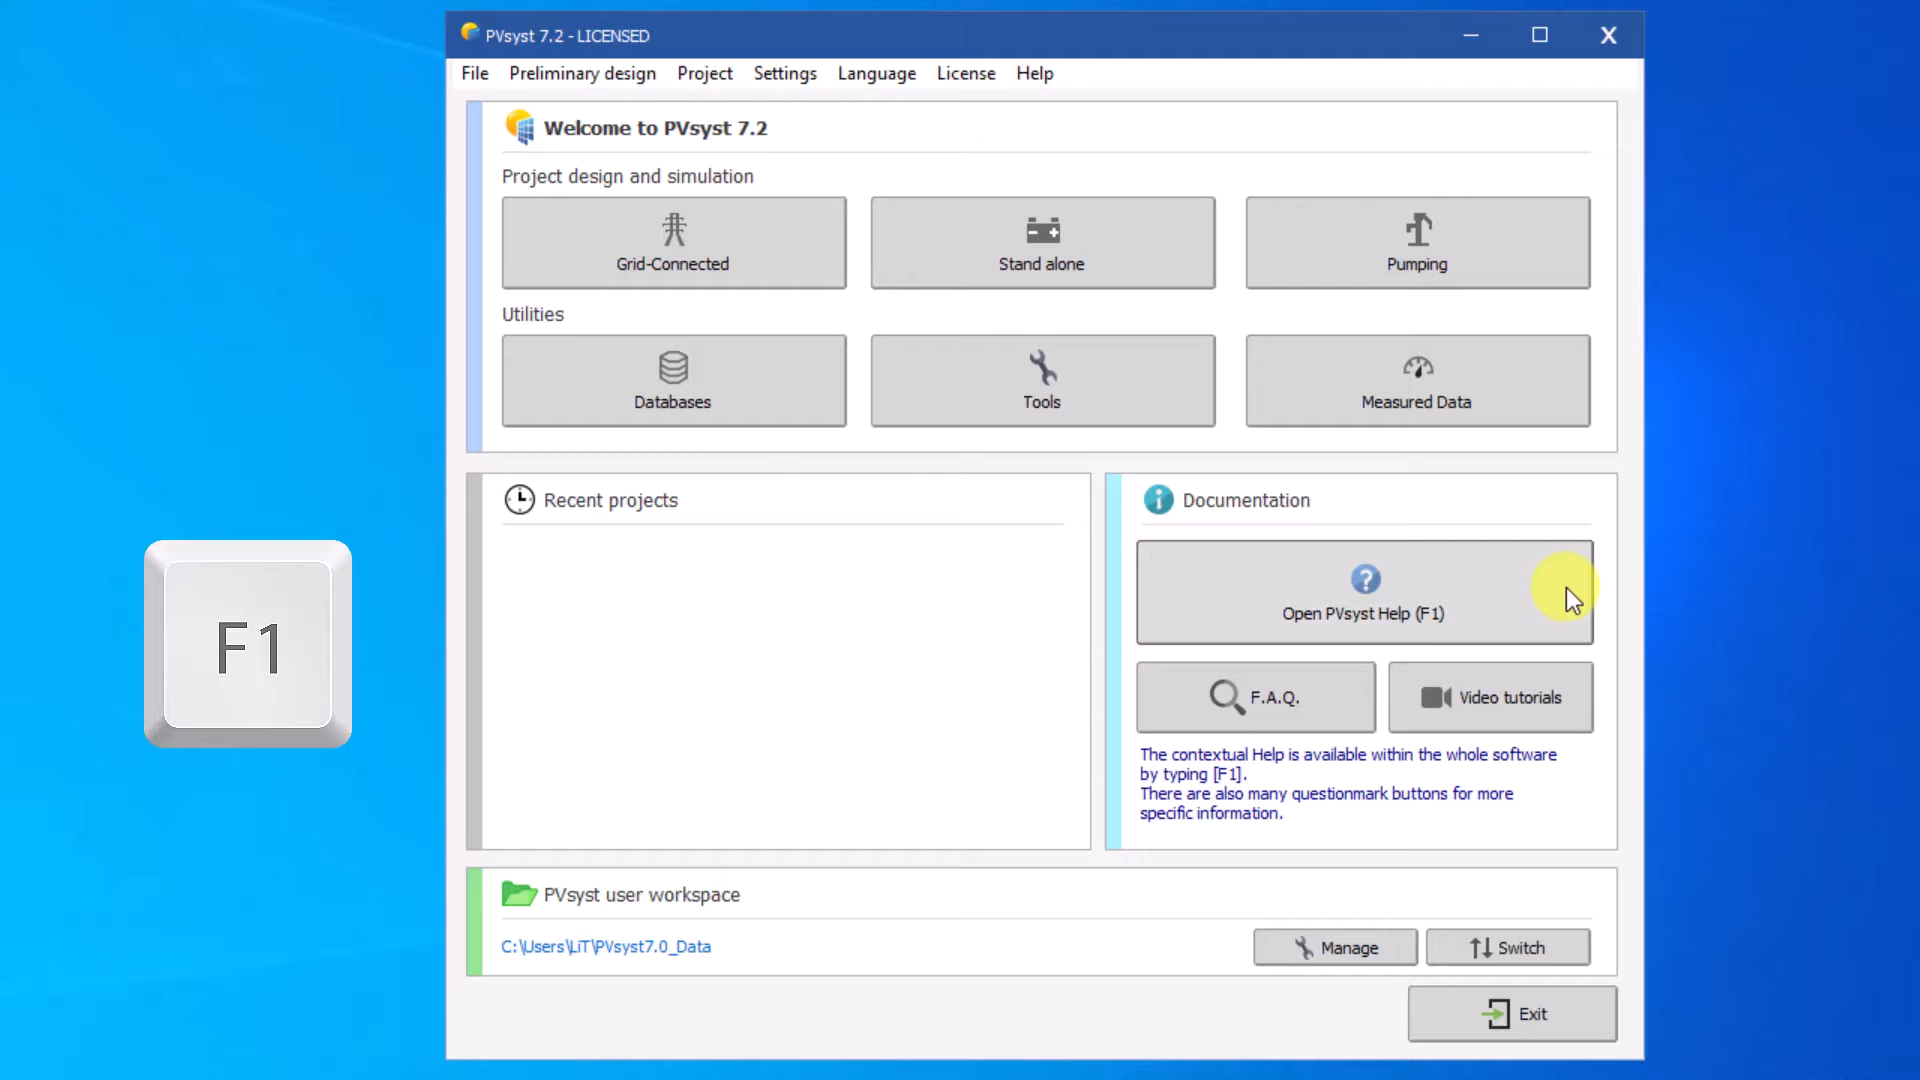 PVsyst 7.2 - LICENSED
File Preliminary design Project Settings Language License Help
Welcome to PVsyst 7.2
Project design and simulation
Grid-Connected Stand alone Pumping
Utilities
Databases Tools Measured Data
Recent projects
Documentation
Open PVsyst Help (F1)
F.A.Q. Video tutorials
The contextual Help is available within the whole software
by typing [F1].
There are also many questionmark buttons for more
specific information.
F1
PVsyst user workspace
C:\Users\LiT\PVsyst7.0_Data
Manage Switch
Exit